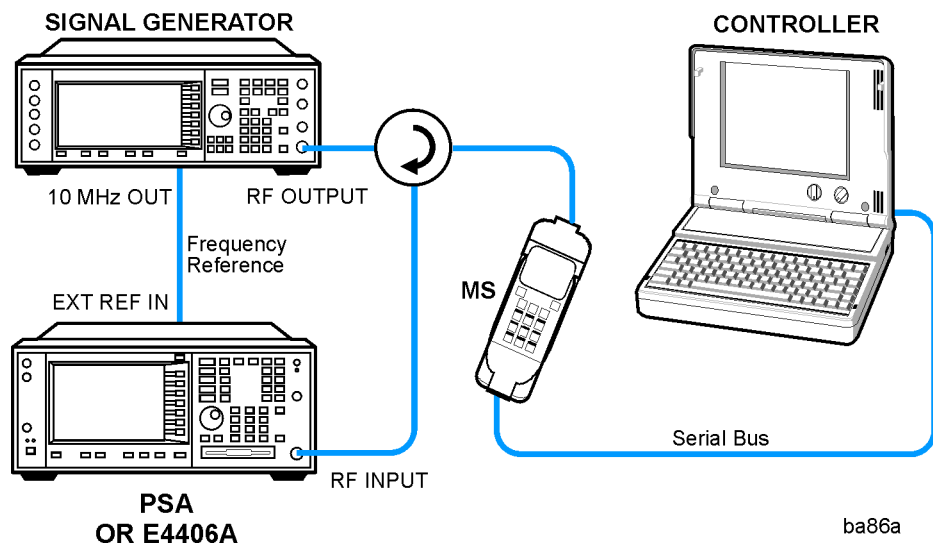 SIGNAL GENERATOR
CONTROLLER
10 MHz OUT
RF OUTPUT
Frequency
Reference
EXT REF IN
MS
Serial Bus
RF INPUT
PSA
OR E4406A
ba86a